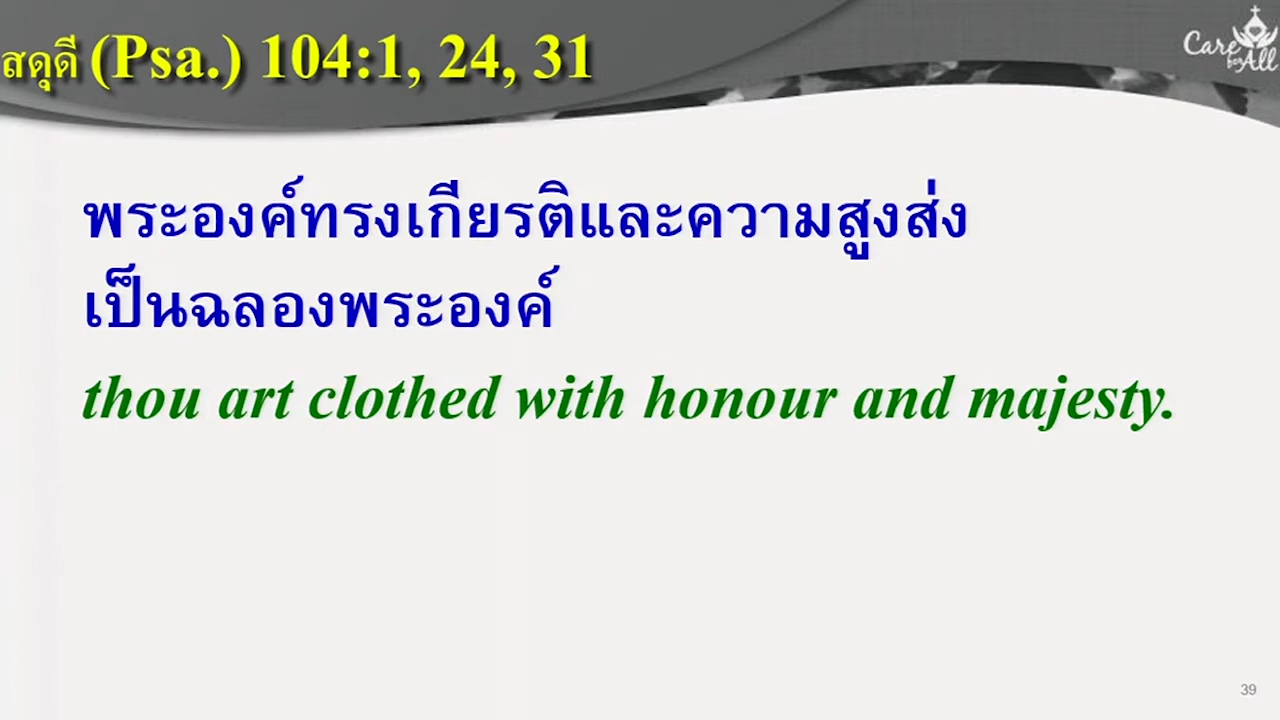 สดุดี (Psa.) 104:1, 24, 31
Care
for All
พระองค์ทรงเกียรติและความสูงส่ง
เป็นฉลองพระองค์
thou art clothed with honour and majesty.
39